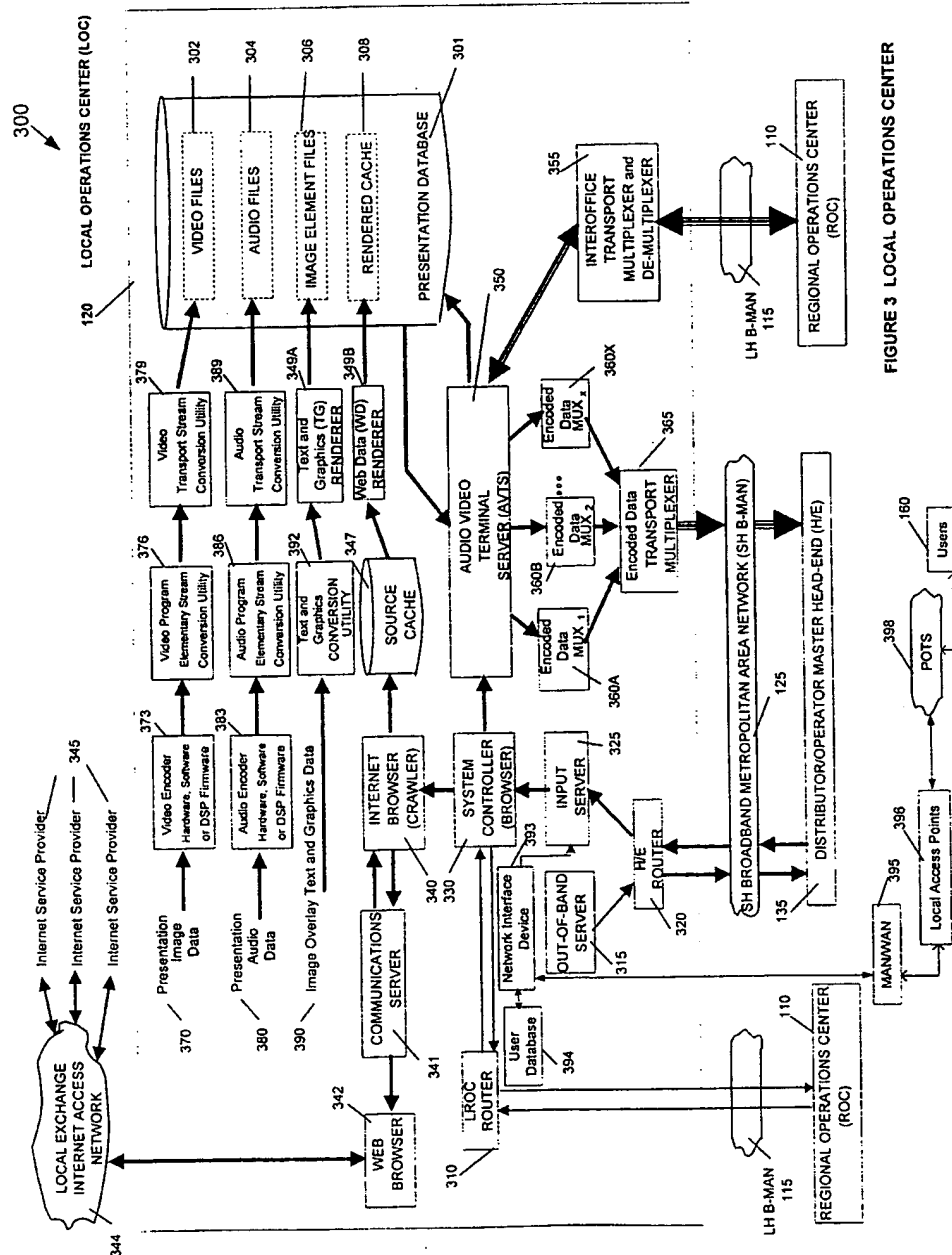 300
LOCAL OPERATIONS CENTER (LOC)
120
LOCAL EXCHANGE
INTERNET ACCESS
NETWORK
344
Internet Service Provider
Internet Service Provider
Internet Service Provider
345
Presentation
Image
Data
370
373
Video Encoder
Hardware, Software
or DSP Firmware
376
Video Program
Elementary Stream
Conversion Utility
379
Video
Transport Stream
Conversion Utility
VIDEO FILES
302
Presentation
Audio
Data
380
383
Audio Encoder
Hardware, Software
or DSP Firmware
386
Audio Program
Elementary Stream
Conversion Utility
389
Audio
Transport Stream
Conversion Utility
AUDIO FILES
304
Image Overlay Text and Graphics Data
390
392
Text and
Graphics
CONVERSION
UTILITY
349A
Text and
Graphics (TG)
RENDERER
IMAGE ELEMENT FILES
306
342
WEB
BROWSER
COMMUNICATIONS
SERVER
341
INTERNET
BROWSER
(CRAWLER)
340
347
SOURCE
CACHE
349B
Web Data (WD)
RENDERER
RENDERED CACHE
308
PRESENTATION DATABASE
301
LROC
ROUTER
310
SYSTEM
CONTROLLER
(BROWSER)
330
AUDIO VIDEO
TERMINAL
SERVER (AVTS)
350
User
Database
394
Network Interface
Device
393
INPUT
SERVER
325
Encoded
Data
MUX 1
360A
Encoded
Data
MUX 2
360B
...
Encoded
Data
MUX x
360X
INTEROFFICE
TRANSPORT
MULTIPLEXER and
DE-MULTIPLEXER
355
OUT-OF-BAND
SERVER
315
H/E
ROUTER
320
Encoded Data
TRANSPORT
MULTIPLEXER
365
LH B-MAN
115
SH BROADBAND METROPOLITAN AREA NETWORK (SH B-MAN)
125
LH B-MAN
115
REGIONAL OPERATIONS CENTER
(ROC)
110
135
DISTRIBUTOR/OPERATOR MASTER HEAD-END (H/E)
REGIONAL OPERATIONS CENTER
(ROC)
110
MAN/WAN
395
Local Access Points
396
POTS
398
Users
160
FIGURE 3 LOCAL OPERATIONS CENTER